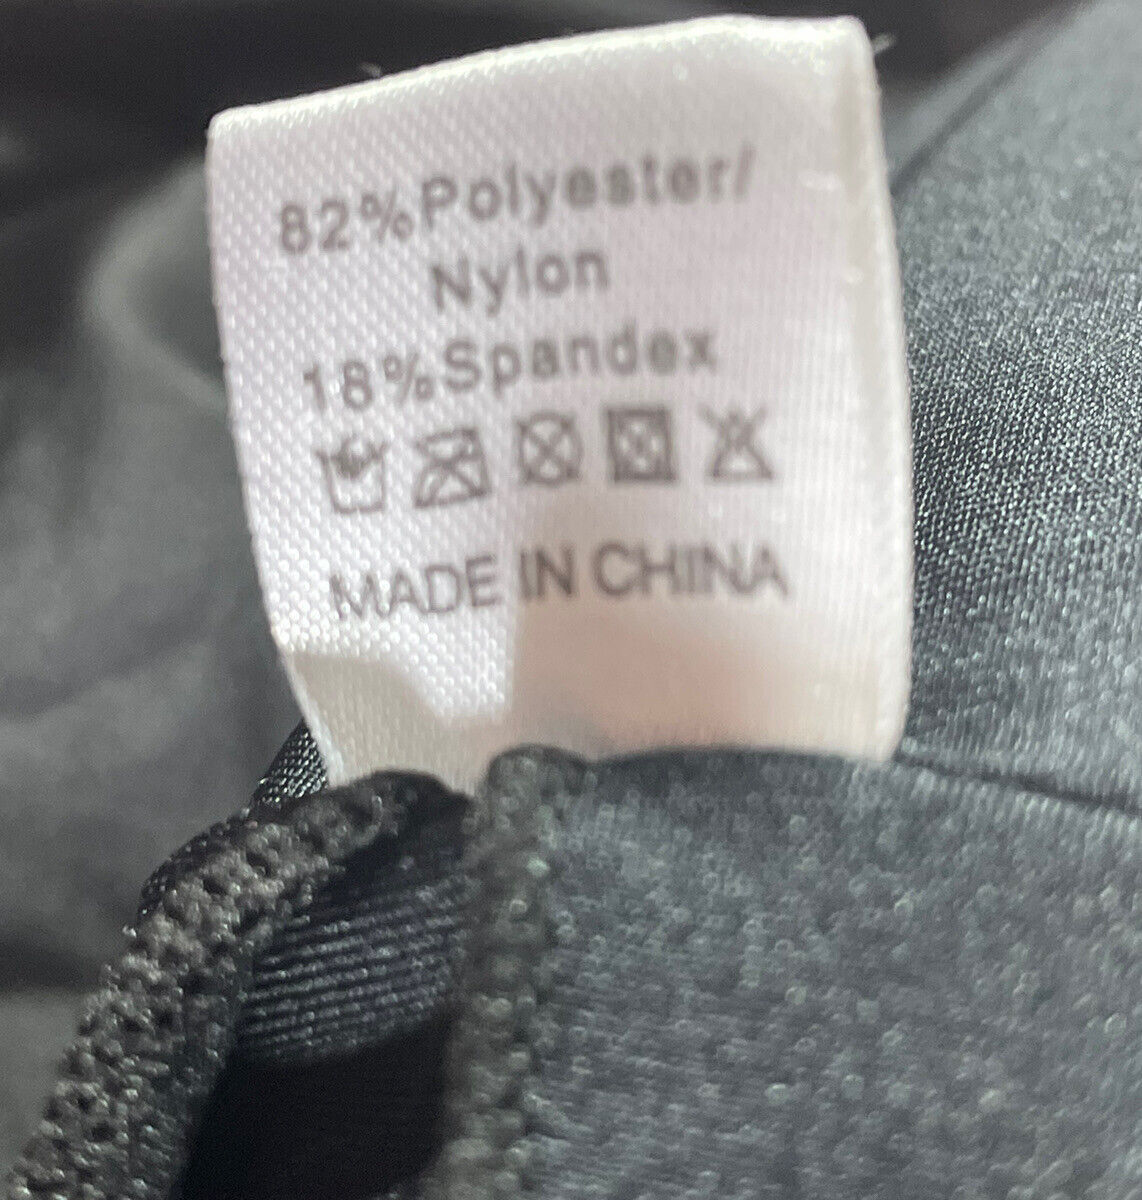 82%Polyester/
Nylon
18%Spandex
MADE IN CHINA